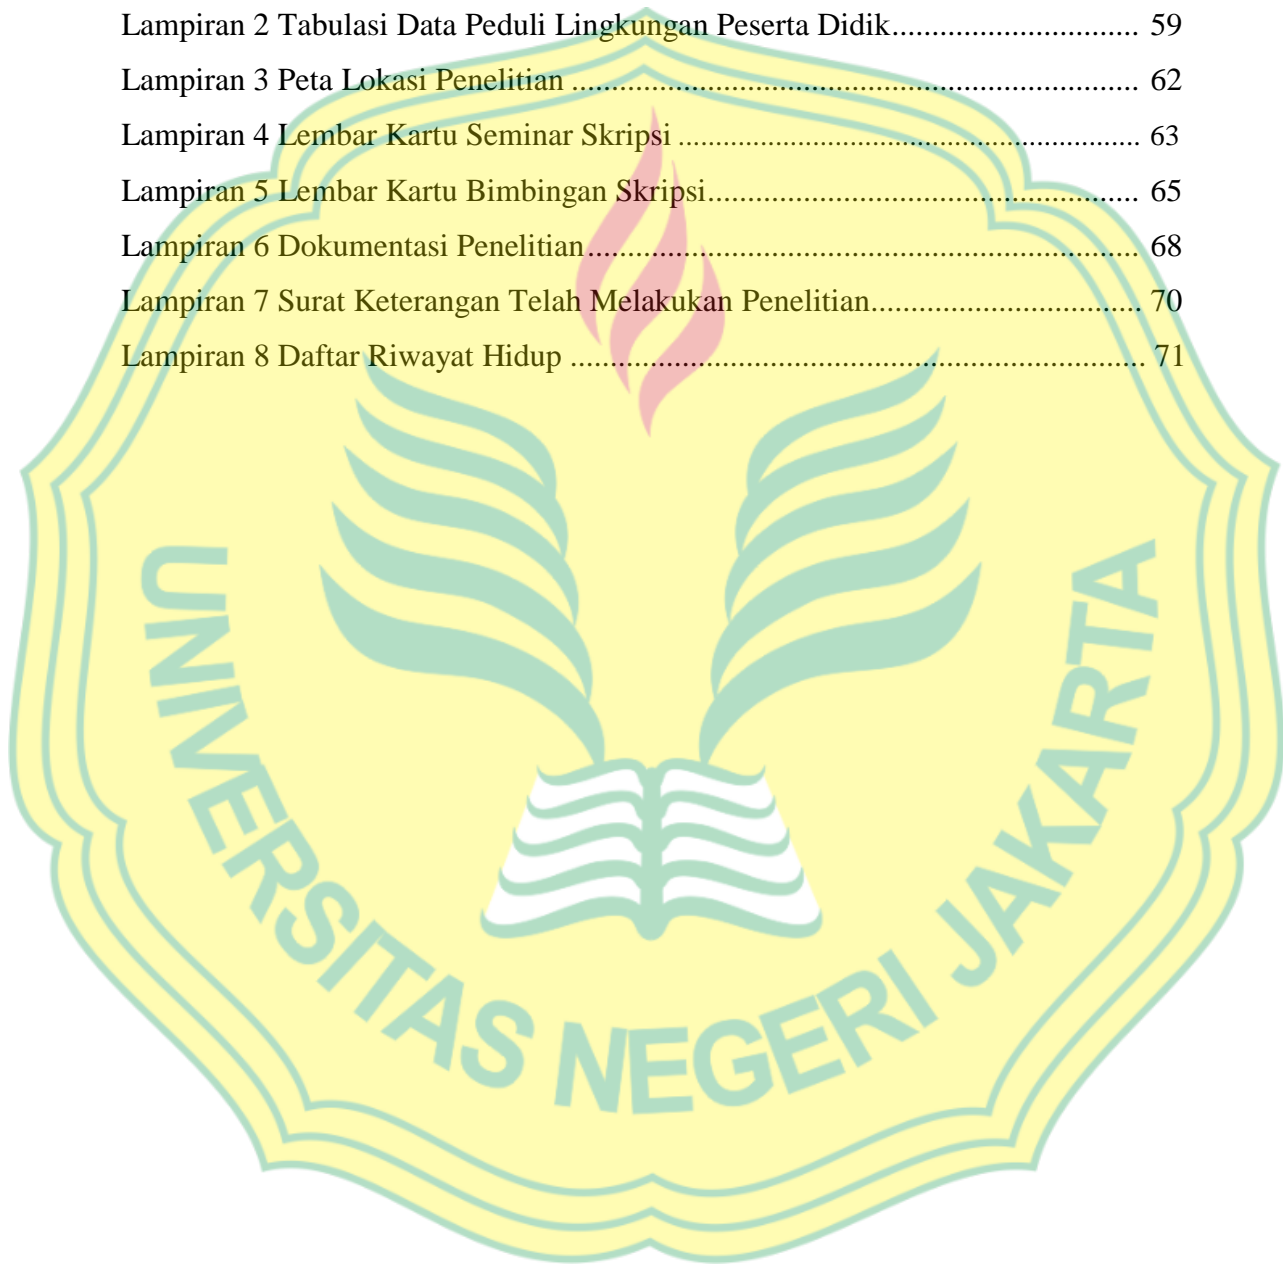 Lampiran 2 Tabulasi Data Peduli Lingkungan Peserta Didik............................... 59
Lampiran 3 Peta Lokasi Penelitian ....................................................................... 62
Lampiran 4 Lembar Kartu Seminar Skripsi .......................................................... 63
Lampiran 5 Lembar Kartu Bimbingan Skripsi...................................................... 65
Lampiran 6 Dokumentasi Penelitian..................................................................... 68
Lampiran 7 Surat Keterangan Telah Melakukan Penelitian.................................. 70
Lampiran 8 Daftar Riwayat Hidup ........................................................................ 71
UNIVERSITAS NEGERI JAKARTA